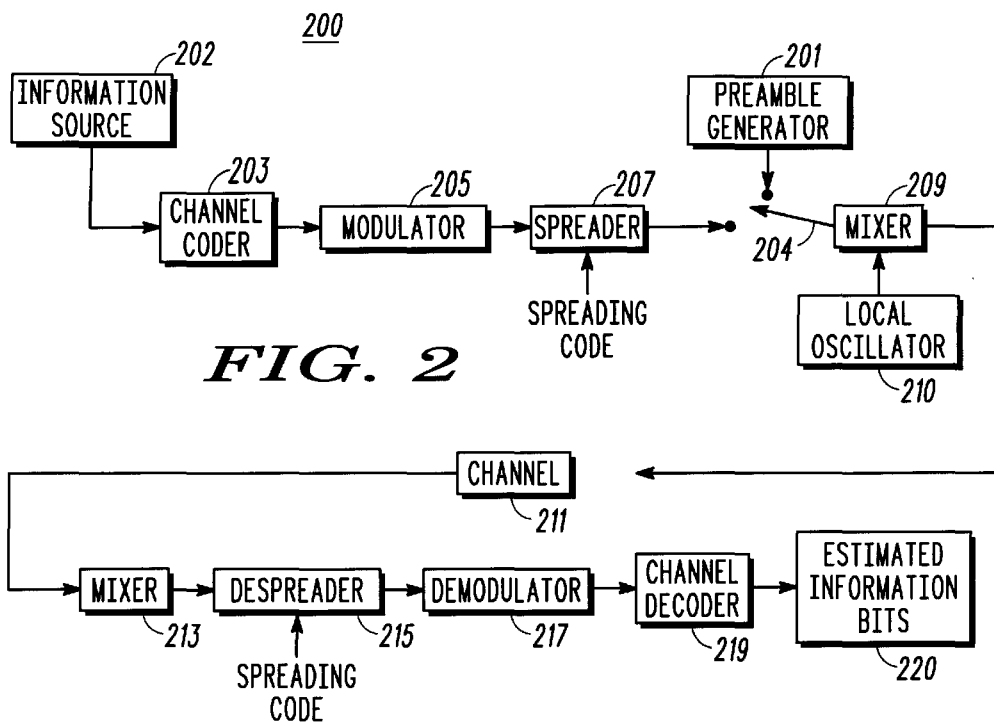 200
202
INFORMATION
SOURCE
201
PREAMBLE
GENERATOR
203
CHANNEL
CODER
205
MODULATOR
207
SPREADER
204
209
MIXER
SPREADING
CODE
LOCAL
OSCILLATOR
210
FIG. 2
CHANNEL
211
MIXER
213
DESPREADER
215
DEMODULATOR
217
CHANNEL
DECODER
219
ESTIMATED
INFORMATION
BITS
220
SPREADING
CODE